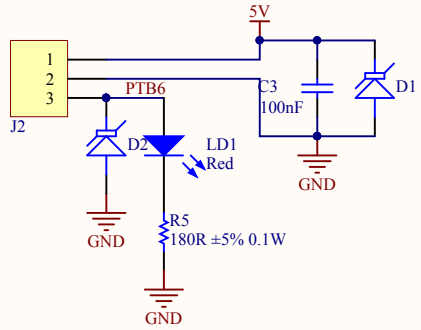 5V
1
2
3
J2
PTB6
C3
100nF
D1
D2
LD1
Red
GND
GND
R5
180R ±5% 0.1W
GND